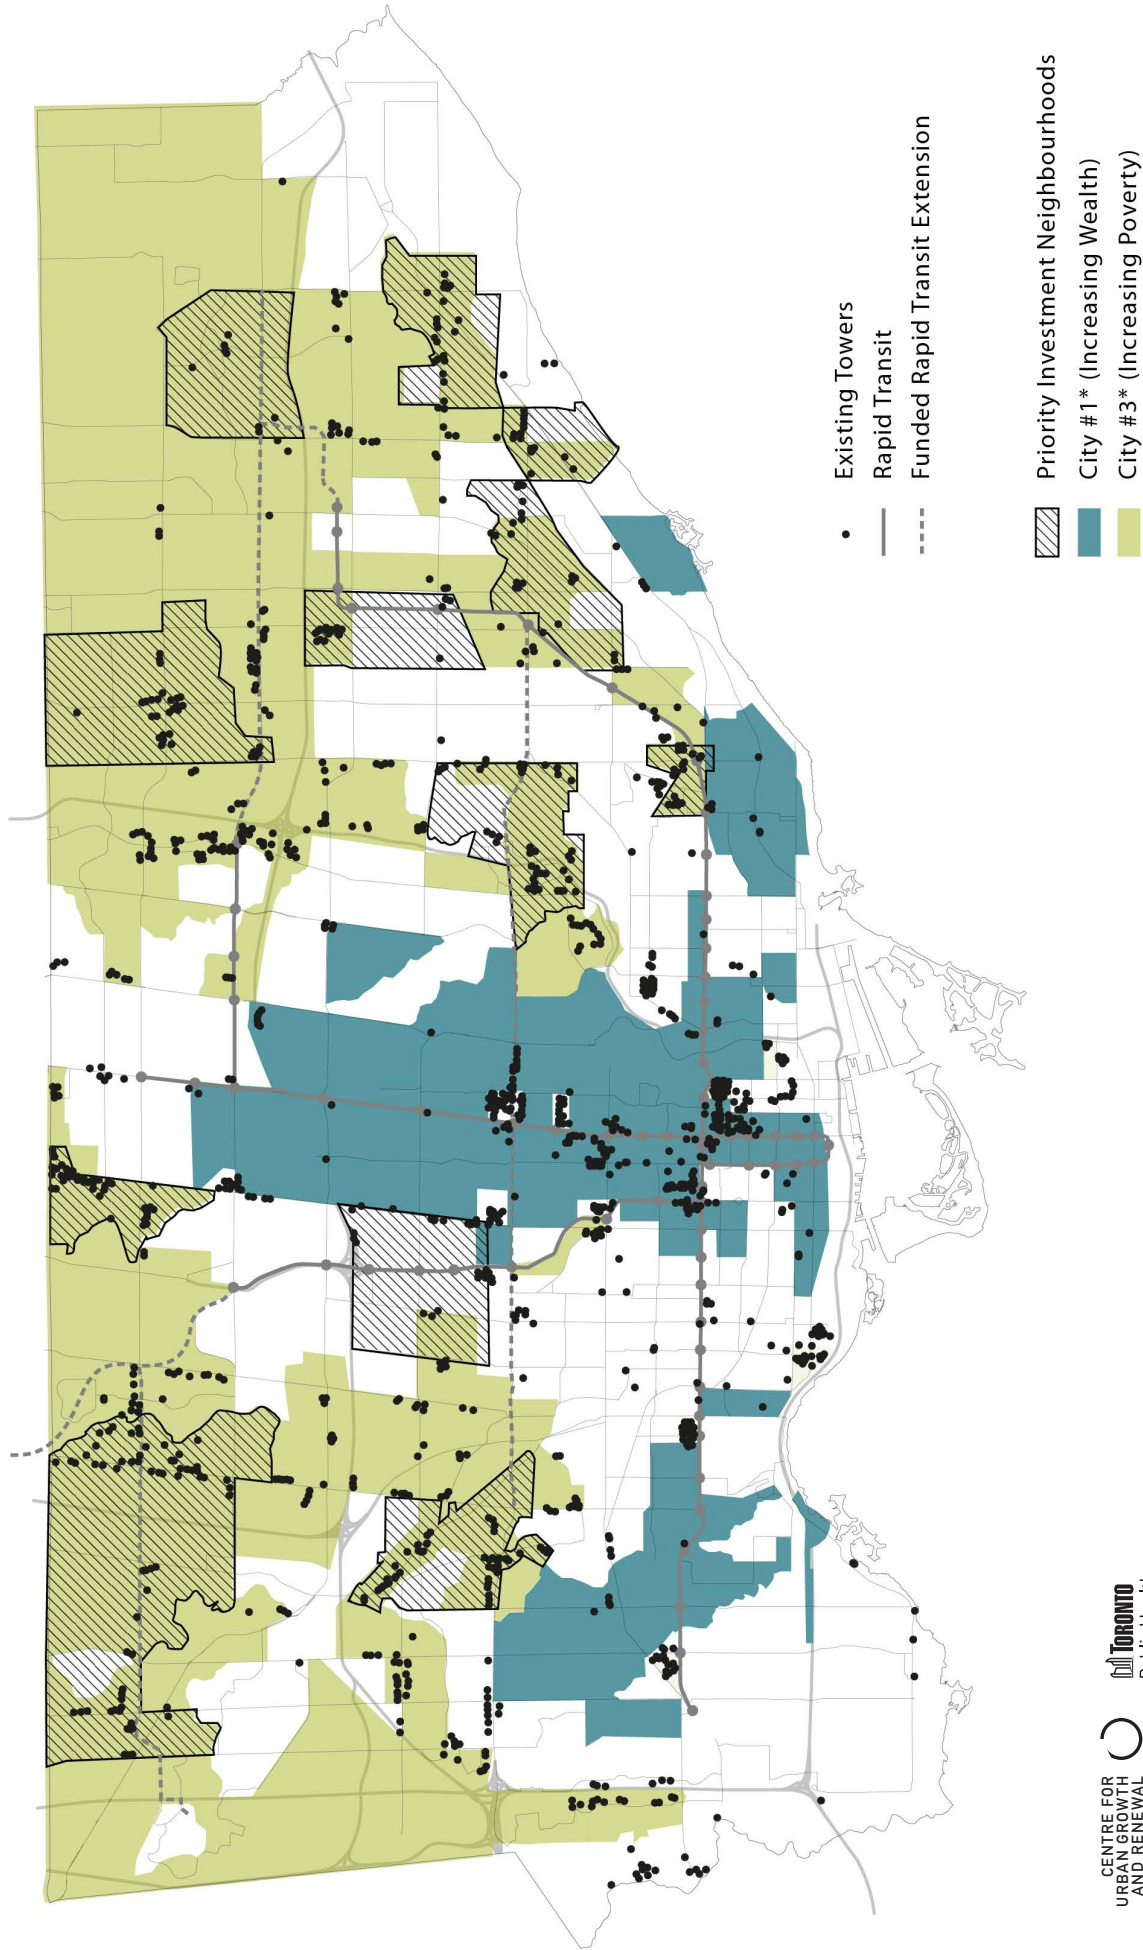 Existing Towers
Rapid Transit
Funded Rapid Transit Extension
Priority Investment Neighbourhoods
City #1* (Increasing Wealth)
City #3* (Increasing Poverty)
CENTRE FOR
URBAN GROWTH
AND RENEWAL
TORONTO